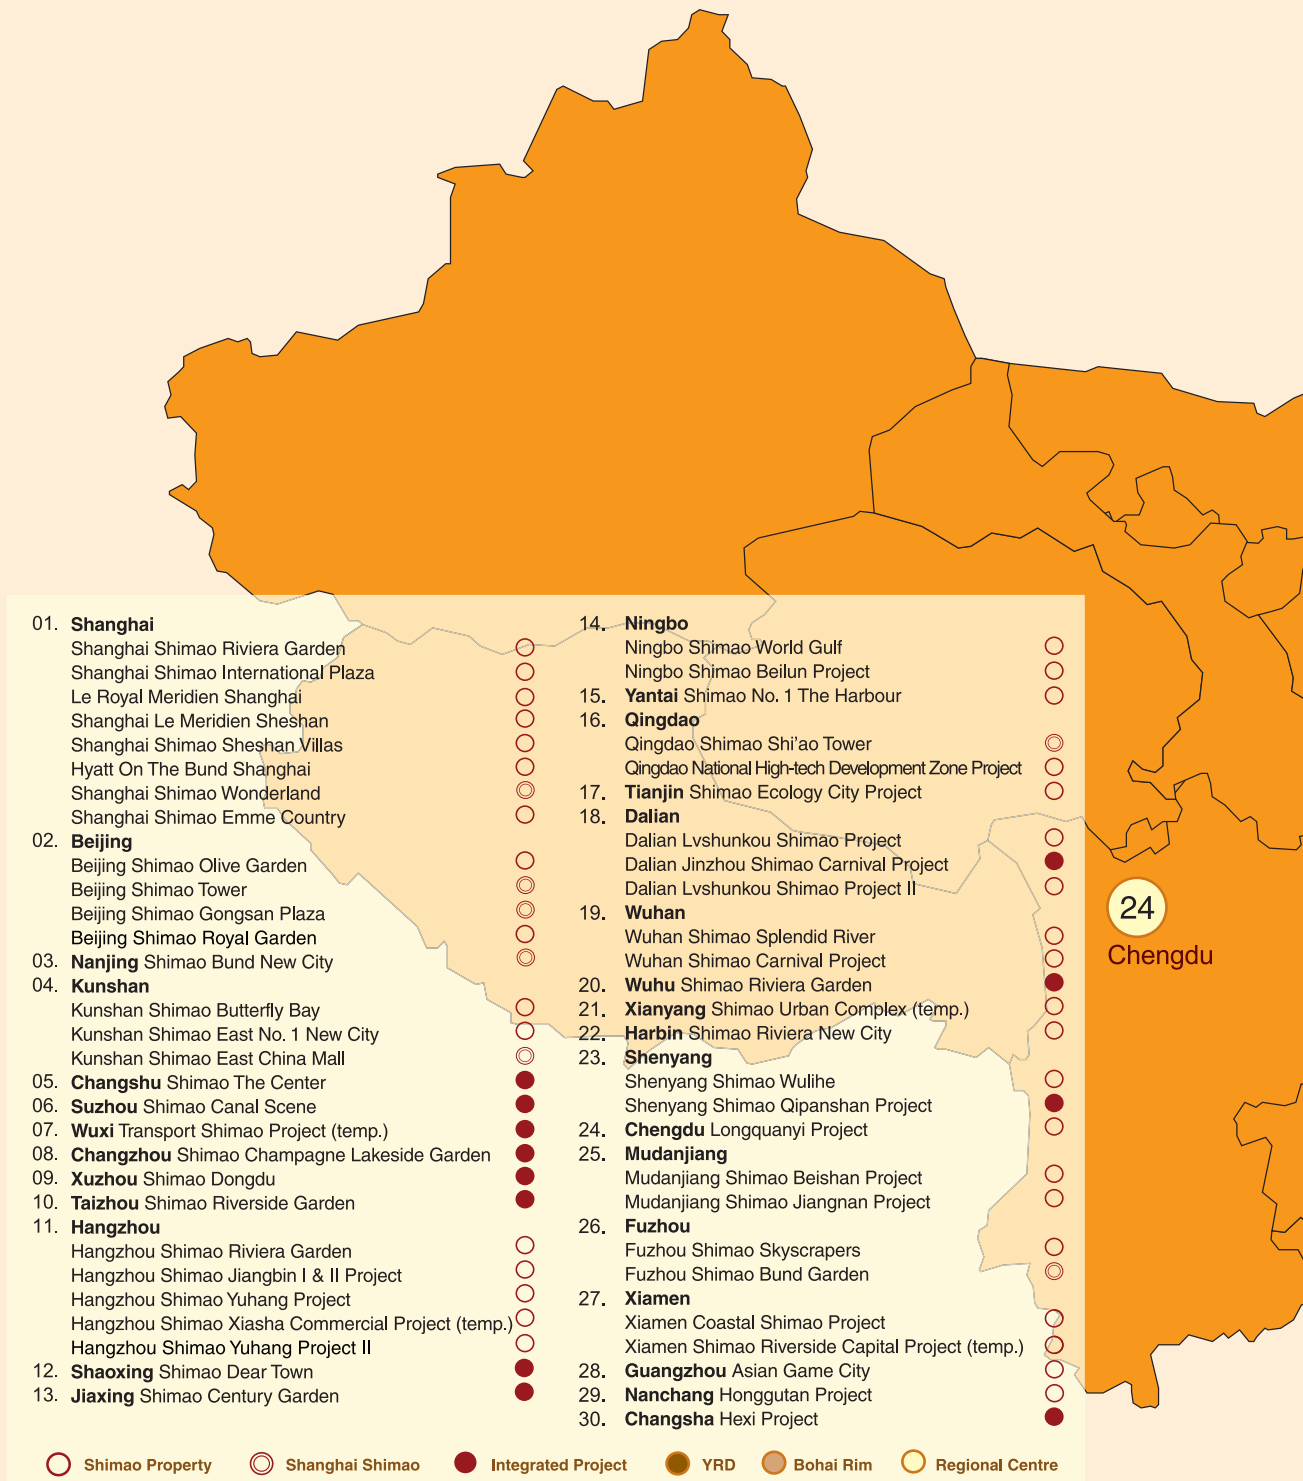 01. Shanghai
Shanghai Shimao Riviera Garden
Shanghai Shimao International Plaza
Le Royal Meridien Shanghai
Shanghai Le Meridien Sheshan
Shanghai Shimao Sheshan Villas
Hyatt On The Bund Shanghai
Shanghai Shimao Wonderland
Shanghai Shimao Emme Country
02. Beijing
Beijing Shimao Olive Garden
Beijing Shimao Tower
Beijing Shimao Gongsan Plaza
Beijing Shimao Royal Garden
03. Nanjing Shimao Bund New City
04. Kunshan
Kunshan Shimao Butterfly Bay
Kunshan Shimao East No. 1 New City
Kunshan Shimao East China Mall
05. Changshu Shimao The Center
06. Suzhou Shimao Canal Scene
07. Wuxi Transport Shimao Project (temp.)
08. Changzhou Shimao Champagne Lakeside Garden
09. Xuzhou Shimao Dongdu
10. Taizhou Shimao Riverside Garden
11. Hangzhou
Hangzhou Shimao Riviera Garden
Hangzhou Shimao Jiangbin I & II Project
Hangzhou Shimao Yuhang Project
Hangzhou Shimao Xiasha Commercial Project (temp.)
Hangzhou Shimao Yuhang Project II
12. Shaoxing Shimao Dear Town
13. Jiaxing Shimao Century Garden
14. Ningbo
Ningbo Shimao World Gulf
Ningbo Shimao Beilun Project
15. Yantai Shimao No. 1 The Harbour
16. Qingdao
Qingdao Shimao Shi'ao Tower
Qingdao National High-tech Development Zone Project
17. Tianjin Shimao Ecology City Project
18. Dalian
Dalian Lvshunkou Shimao Project
Dalian Jinzhou Shimao Carnival Project
Dalian Lvshunkou Shimao Project II
19. Wuhan
Wuhan Shimao Splendid River
Wuhan Shimao Carnival Project
20. Wuhu Shimao Riviera Garden
21. Xianyang Shimao Urban Complex (temp.)
22. Harbin Shimao Riviera New City
23. Shenyang
Shenyang Shimao Wulihe
Shenyang Shimao Qipanshan Project
24. Chengdu Longquanyi Project
25. Mudanjiang
Mudanjiang Shimao Beishan Project
Mudanjiang Shimao Jiangnan Project
26. Fuzhou
Fuzhou Shimao Skyscrapers
Fuzhou Shimao Bund Garden
27. Xiamen
Xiamen Coastal Shimao Project
Xiamen Shimao Riverside Capital Project (temp.)
28. Guangzhou Asian Game City
29. Nanchang Honggutan Project
30. Changsha Hexi Project
24
Chengdu
Shimao Property Shanghai Shimao Integrated Project YRD Bohai Rim Regional Centre